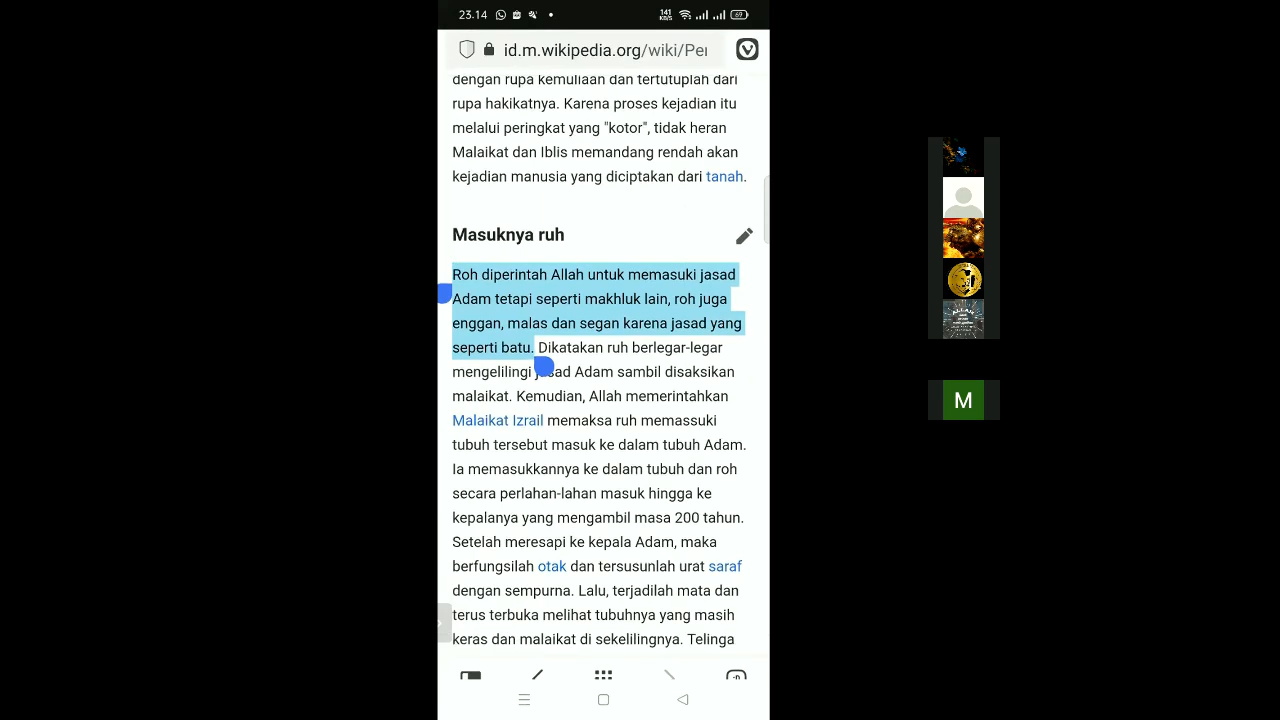 23.14
141
KB/S
69
id.m.wikipedia.org/wiki/Pei
dengan rupa kemuliaan dan tertutuplah dari
rupa hakikatnya. Karena proses kejadian itu
melalui peringkat yang "kotor", tidak heran
Malaikat dan Iblis memandang rendah akan
kejadian manusia yang diciptakan dari tanah.
Masuknya ruh
Roh diperintah Allah untuk memasuki jasad
Adam tetapi seperti makhluk lain, roh juga
enggan, malas dan segan karena jasad yang
seperti batu. Dikatakan ruh berlegar-legar
mengelilingi jasad Adam sambil disaksikan
malaikat. Kemudian, Allah memerintahkan
Malaikat Izrail memaksa ruh memassuki
tubuh tersebut masuk ke dalam tubuh Adam.
Ia memasukkannya ke dalam tubuh dan roh
secara perlahan-lahan masuk hingga ke
kepalanya yang mengambil masa 200 tahun.
Setelah meresapi ke kepala Adam, maka
berfungsilah otak dan tersusunlah urat saraf
dengan sempurna. Lalu, terjadilah mata dan
terus terbuka melihat tubuhnya yang masih
keras dan malaikat di sekelilingnya. Telinga
M